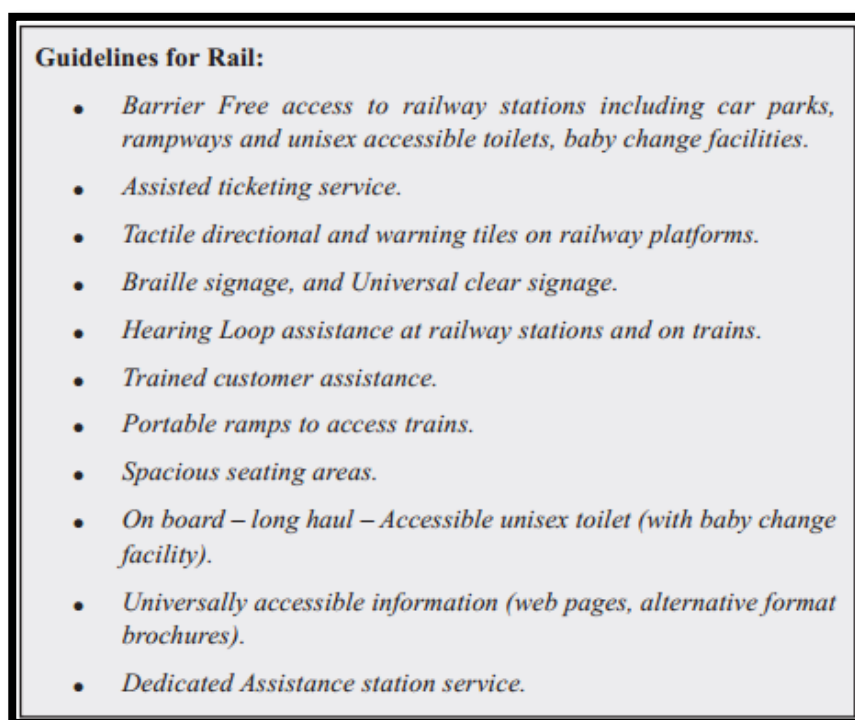 Guidelines for Rail:
● Barrier Free access to railway stations including car parks,
rampways and unisex accessible toilets, baby change facilities.
● Assisted ticketing service.
● Tactile directional and warning tiles on railway platforms.
● Braille signage, and Universal clear signage.
● Hearing Loop assistance at railway stations and on trains.
● Trained customer assistance.
● Portable ramps to access trains.
● Spacious seating areas.
● On board – long haul – Accessible unisex toilet (with baby change
facility).
● Universally accessible information (web pages, alternative format
brochures).
● Dedicated Assistance station service.